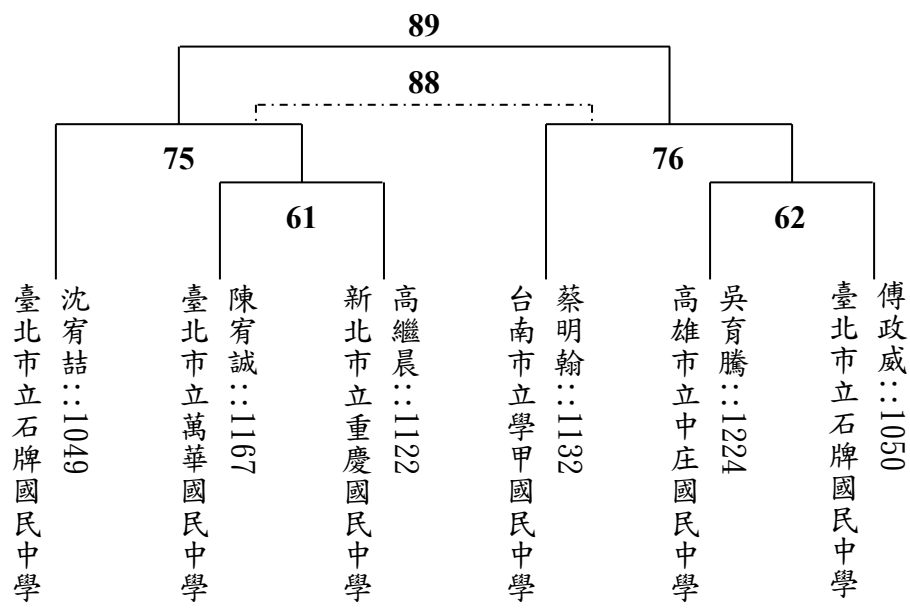 89
88
75
76
61
62
沈宥喆::1049
臺北市立石牌國民中學
陳宥誠::1167
臺北市立萬華國民中學
高繼晨::1122
新北市立重慶國民中學
蔡明翰::1132
台南市立學甲國民中學
吳育騰::1224
高雄市立中庄國民中學
傅政威::1050
臺北市立石牌國民中學